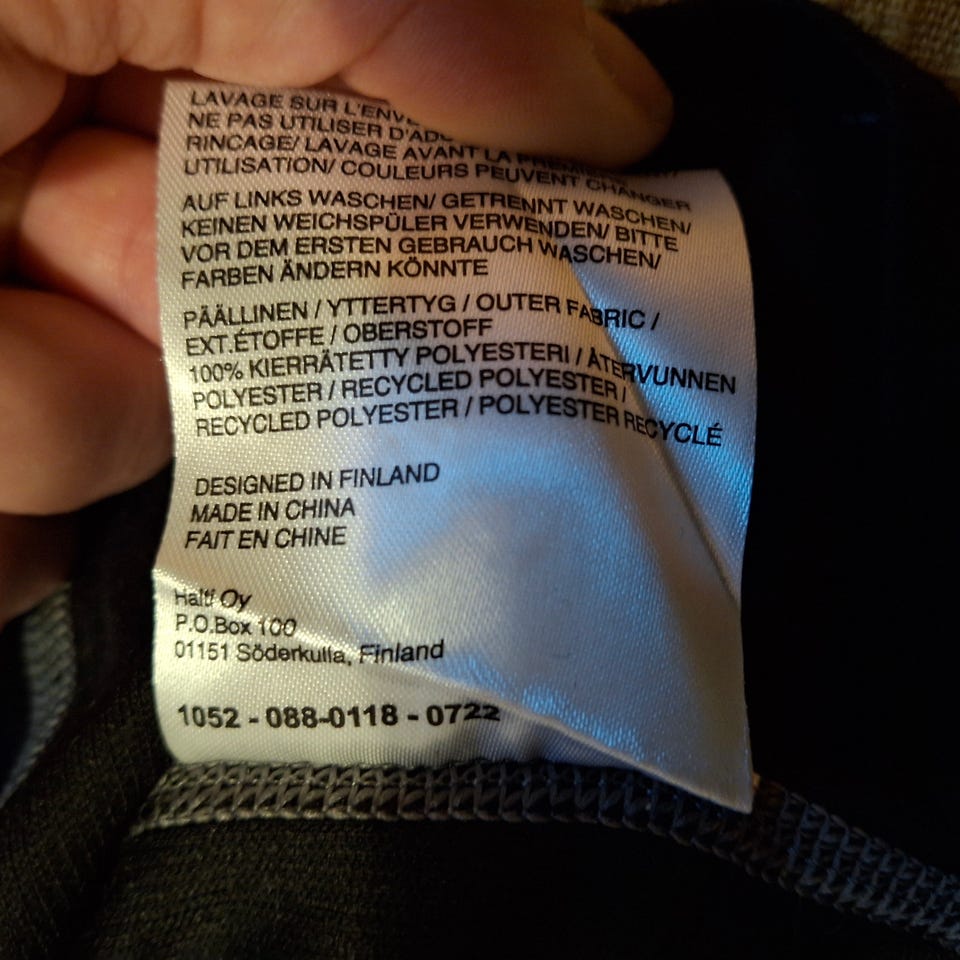 LAVAGE SUR L'ENV
NE PAS UTILISER D'AD
RINCAGE/ LAVAGE AVANT LA
UTILISATION/ COULEURS PEUVENT CHANGER
AUF LINKS WASCHEN/ GETRENNT WASCHEN/
KEINEN WEICHSPÜLER VERWENDEN/ BITTE
VOR DEM ERSTEN GEBRAUCH WASCHEN/
FARBEN ÄNDERN KÖNNTE
PÄÄLLINEN / YTTERTYG / OUTER FABRIC /
EXT.ÉTOFFE / OBERSTOFF
100% KIERRÄTETTY POLYESTERI / ÅTERVUNNEN
POLYESTER / RECYCLED POLYESTER /
RECYCLED POLYESTER / POLYESTER RECYCLÉ
DESIGNED IN FINLAND
MADE IN CHINA
FAIT EN CHINE
Halti Oy
P.O.Box 100
01151 Söderkulla, Finland
1052 - 088-0118 - 0722